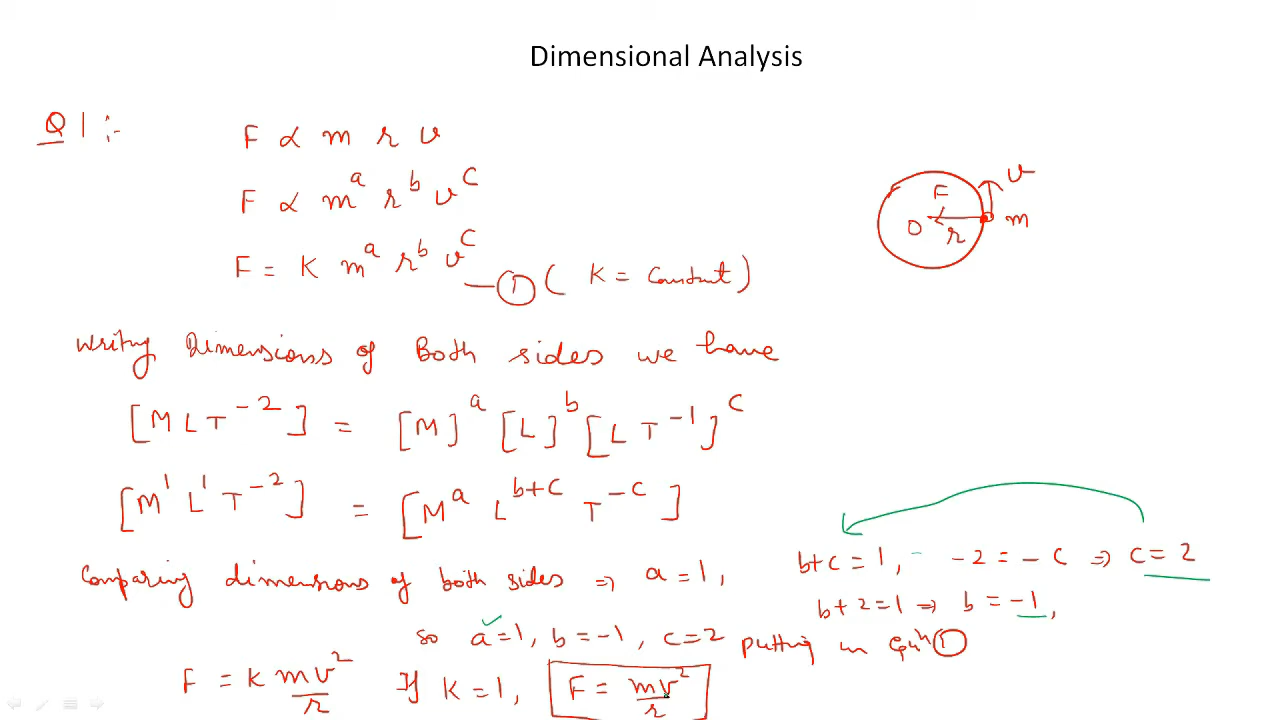 Dimensional Analysis
Q1:-
F ∝ m r v
F ∝ m^a r^b v^c
F = K m^a r^b v^c — ① ( K = Constant )
F
v
O
r
m
Writing Dimensions of Both sides we have
[M L T^-2] = [M]^a [L]^b [L T^-1]^c
[M^1 L^1 T^-2] = [M^a L^b+c T^-c]
Comparing dimensions of both sides ⇒ a = 1,
b+c = 1, -2 = -c ⇒ c = 2
b+2 = 1 ⇒ b = -1,
so a = 1, b = -1, c = 2 putting in Eqn ①
F = k mv^2/r If K = 1, F = mv^2/r